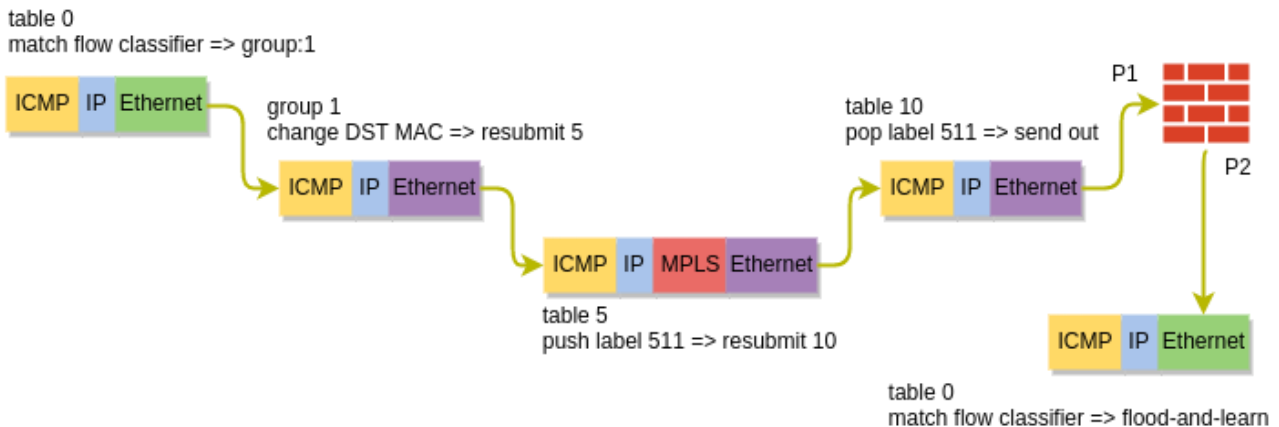 table 0
match flow classifier => group:1
ICMP IP Ethernet
group 1
change DST MAC => resubmit 5
ICMP IP Ethernet
ICMP IP MPLS Ethernet
table 5
push label 511 => resubmit 10
table 10
pop label 511 => send out
ICMP IP Ethernet
P1
P2
ICMP IP Ethernet
table 0
match flow classifier => flood-and-learn